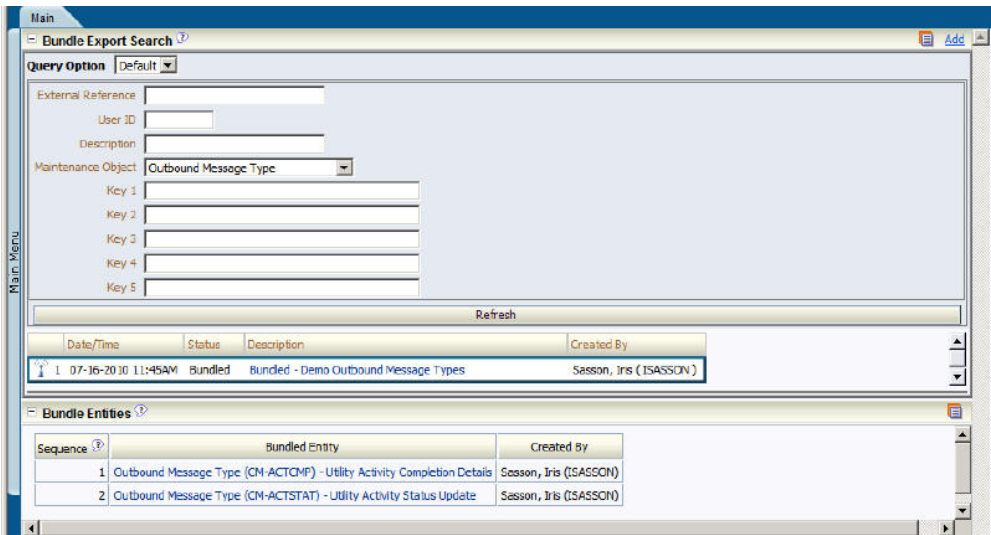 Main
Bundle Export Search
Add
Query Option Default
External Reference
User ID
Description
Maintenance Object Outbound Message Type
Key 1
Key 2
Key 3
Key 4
Key 5
Main Menu
Refresh
Date/Time Status Description Created By
1 07-16-2010 11:45AM Bundled Bundled - Demo Outbound Message Types Sasson, Iris (ISASSON)
Bundle Entities
Sequence Bundled Entity Created By
1 Outbound Message Type (CM-ACTCMP) - Utility Activity Completion Details Sasson, Iris (ISASSON)
2 Outbound Message Type (CM-ACTSTAT) - Utility Activity Status Update Sasson, Iris (ISASSON)